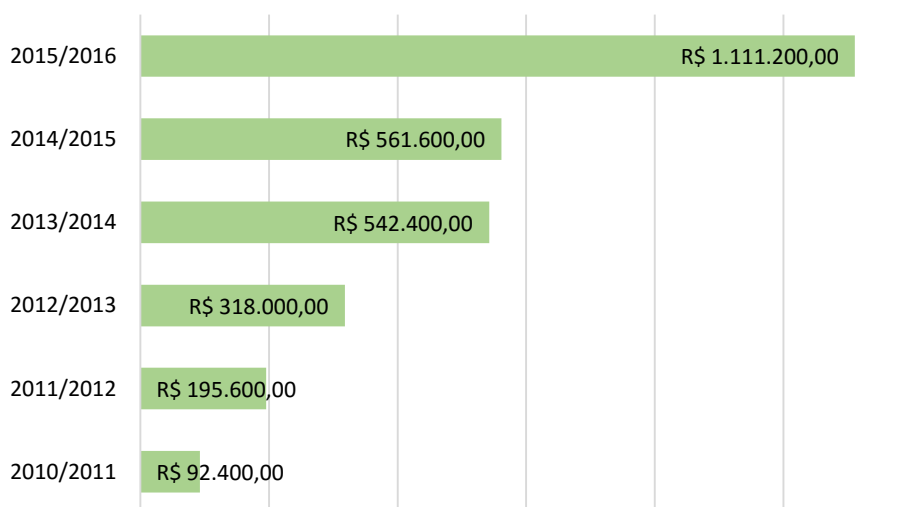 2015/2016 R$ 1.111.200,00
2014/2015 R$ 561.600,00
2013/2014 R$ 542.400,00
2012/2013 R$ 318.000,00
2011/2012 R$ 195.600,00
2010/2011 R$ 92.400,00